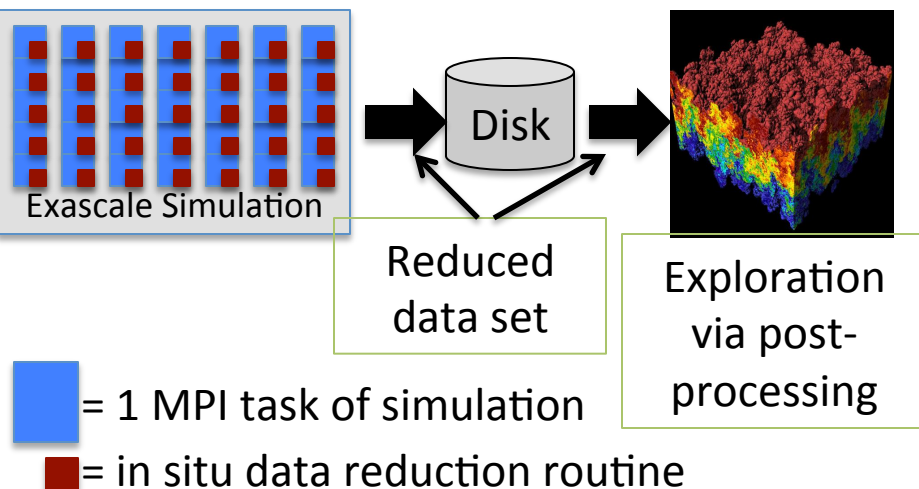 Exascale Simulation
Disk
Reduced
data set
Exploration
via post-
processing
= 1 MPI task of simulation
= in situ data reduction routine